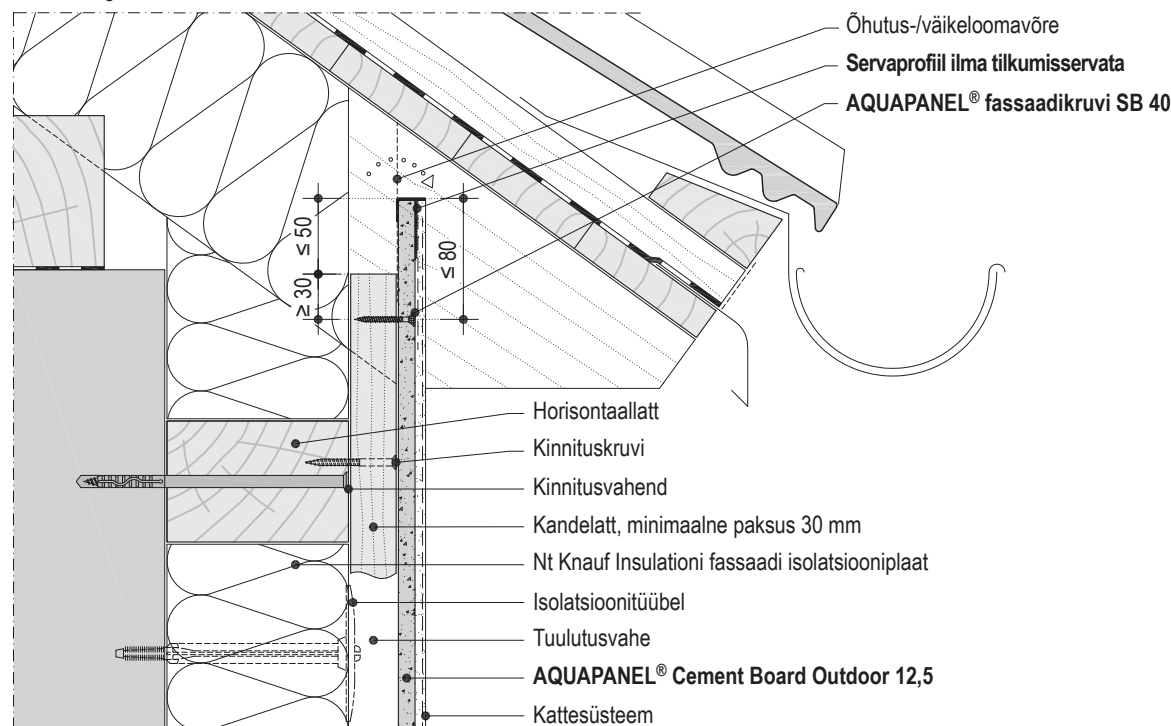 Õhutus-/väikeloomavõre
Servaprofiil ilma tilkumisservata
AQUAPANEL® fassaadikruvi SB 40
≤ 50
≥ 30
≤ 80
Horisontaallatt
Kinnituskruvi
Kinnitusvahend
Kandelatt, minimaalne paksus 30 mm
Nt Knauf Insulationi fassaadi isolatsiooniplaat
Isolatsioonitüübel
Tuulutusvahe
AQUAPANEL® Cement Board Outdoor 12,5
Kattesüsteem